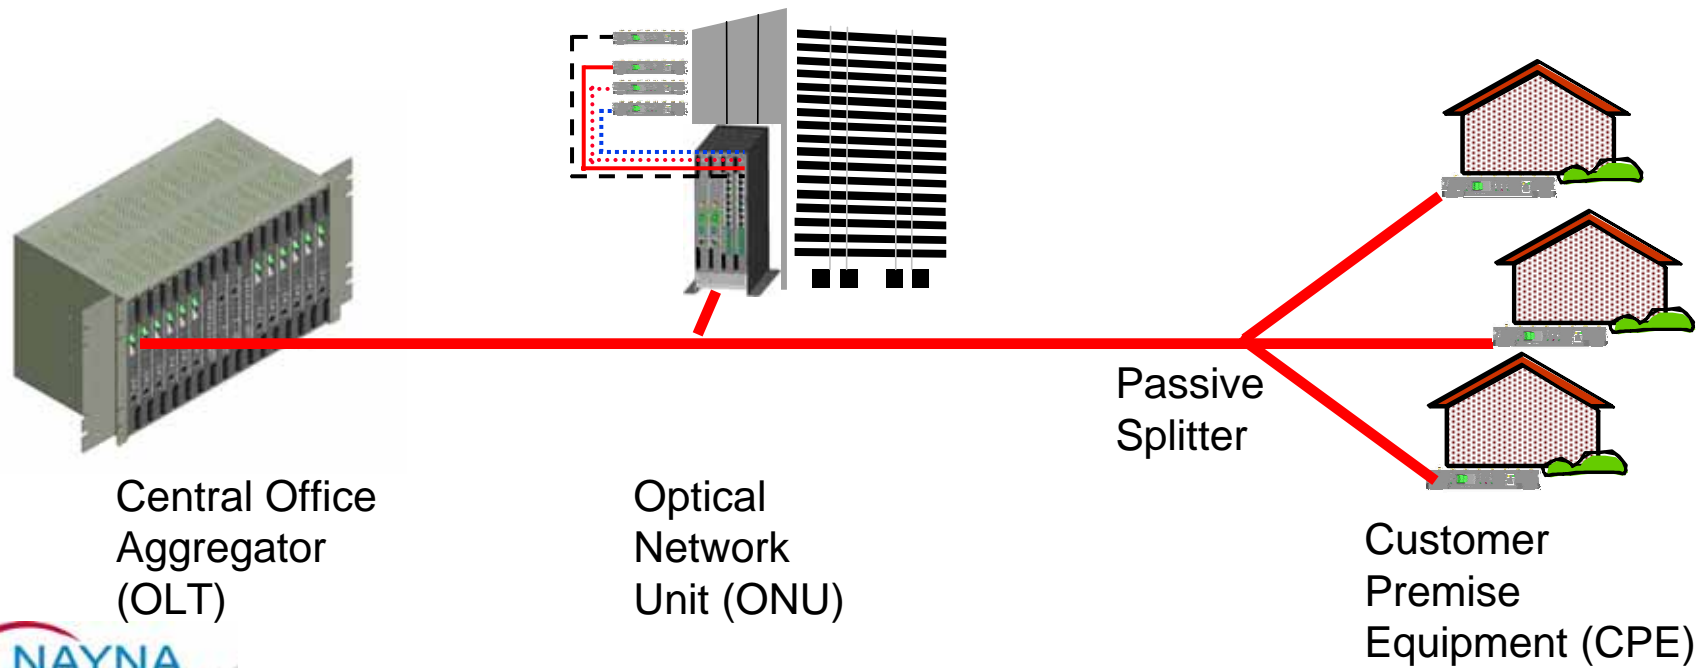 Passive
Splitter
Central Office
Aggregator
(OLT)
Optical
Network
Unit (ONU)
Customer
Premise
Equipment (CPE)
NAYNA